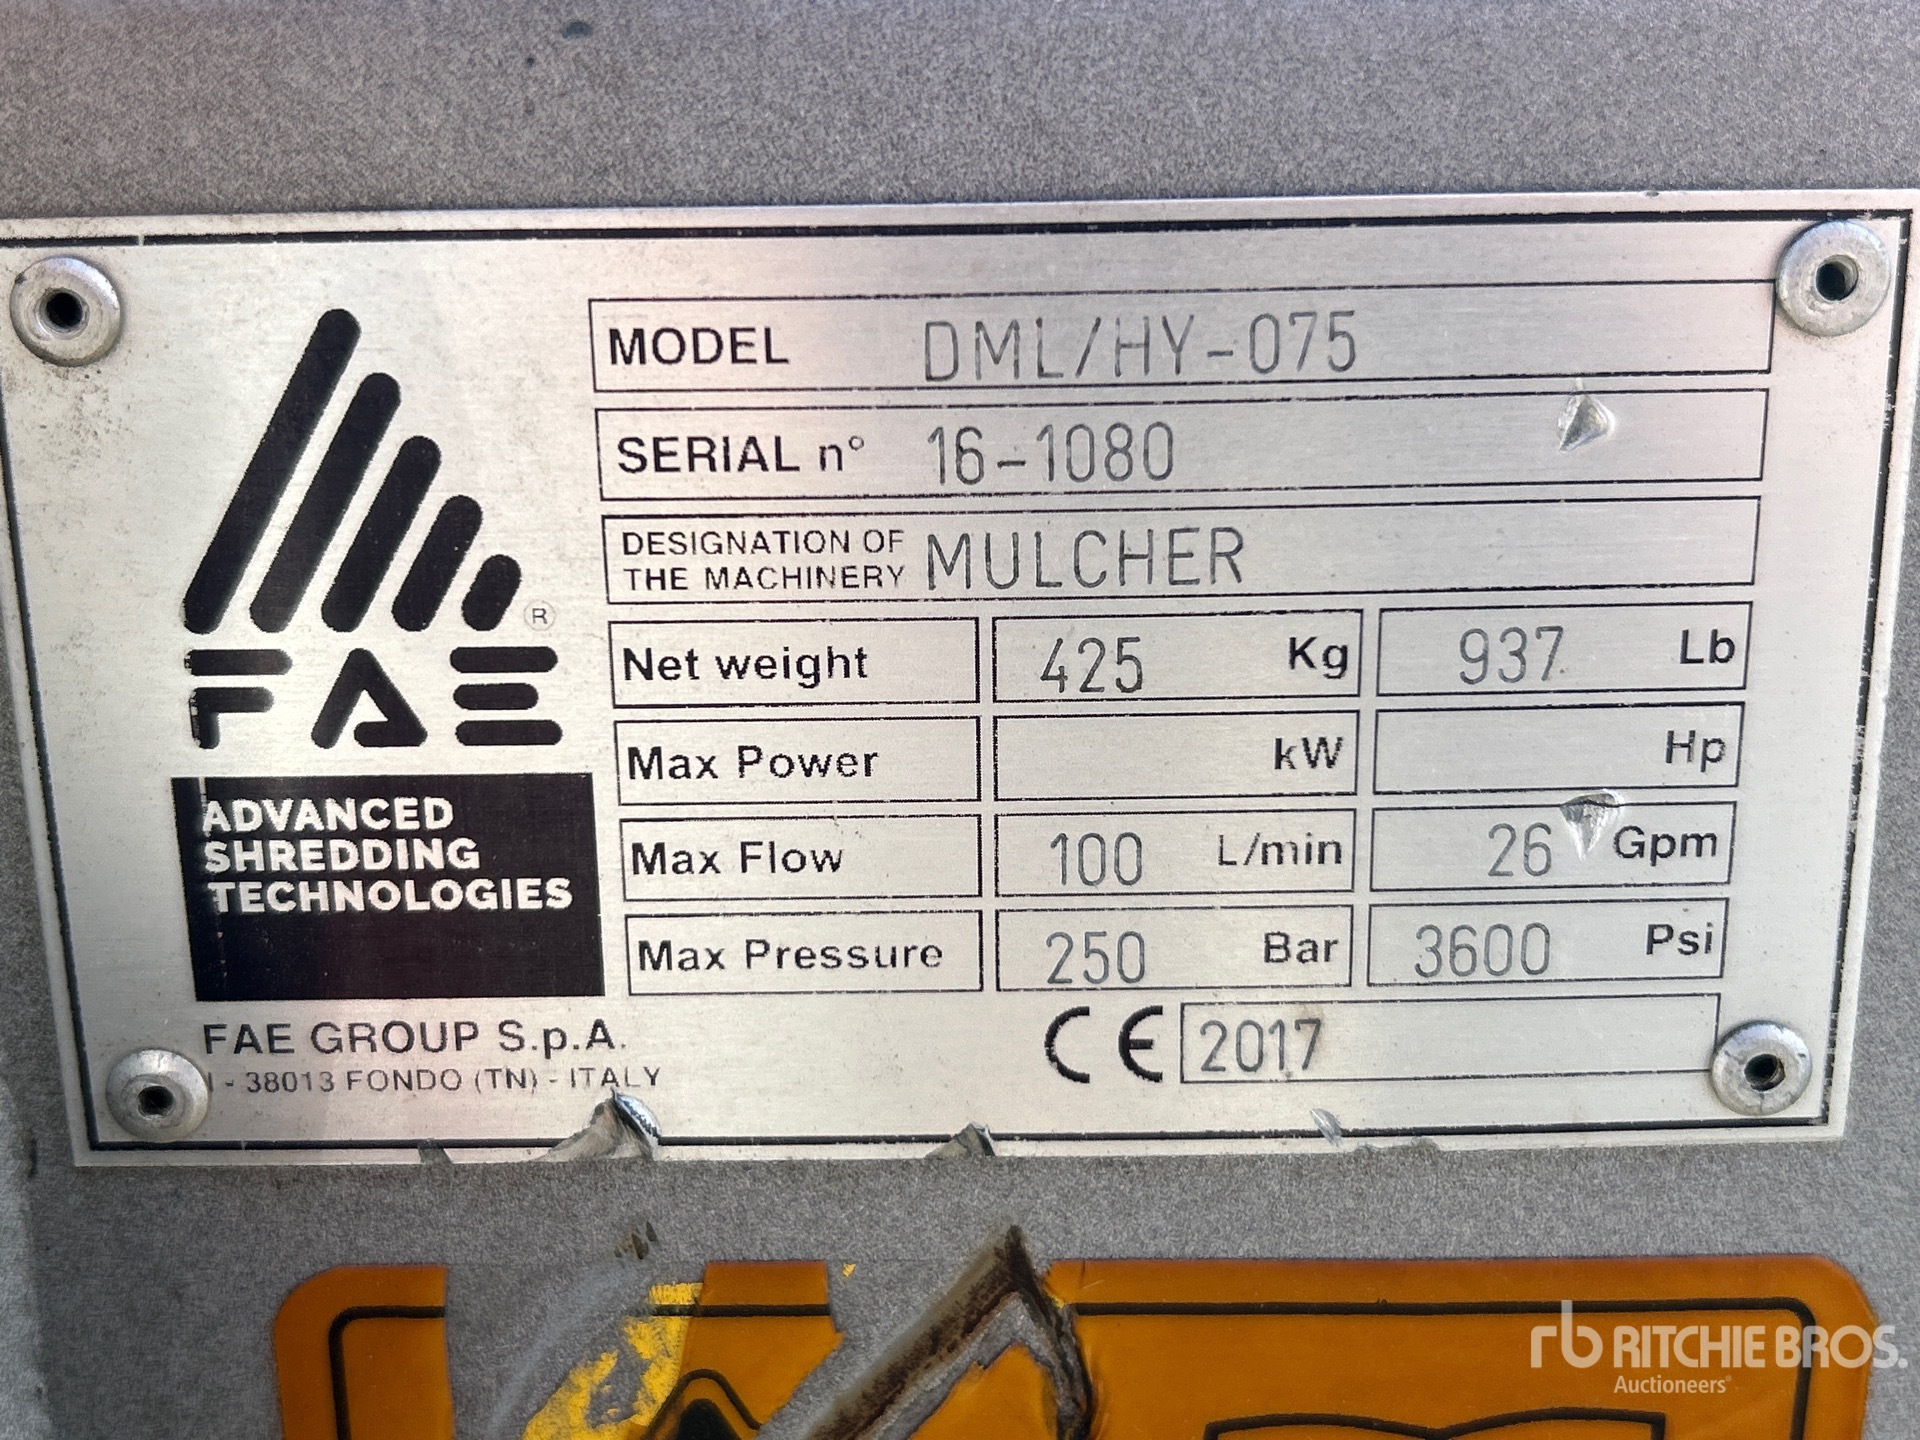 MODEL DML/HY-075
SERIAL n° 16-1080
DESIGNATION OF
THE MACHINERY MULCHER
Net weight 425 Kg 937 Lb
Max Power kW Hp
Max Flow 100 L/min 26 Gpm
Max Pressure 250 Bar 3600 Psi
CE 2017
®
FAE
ADVANCED
SHREDDING
TECHNOLOGIES
FAE GROUP S.p.A.
I - 38013 FONDO (TN) - ITALY
rb RITCHIE BROS.
Auctioneers